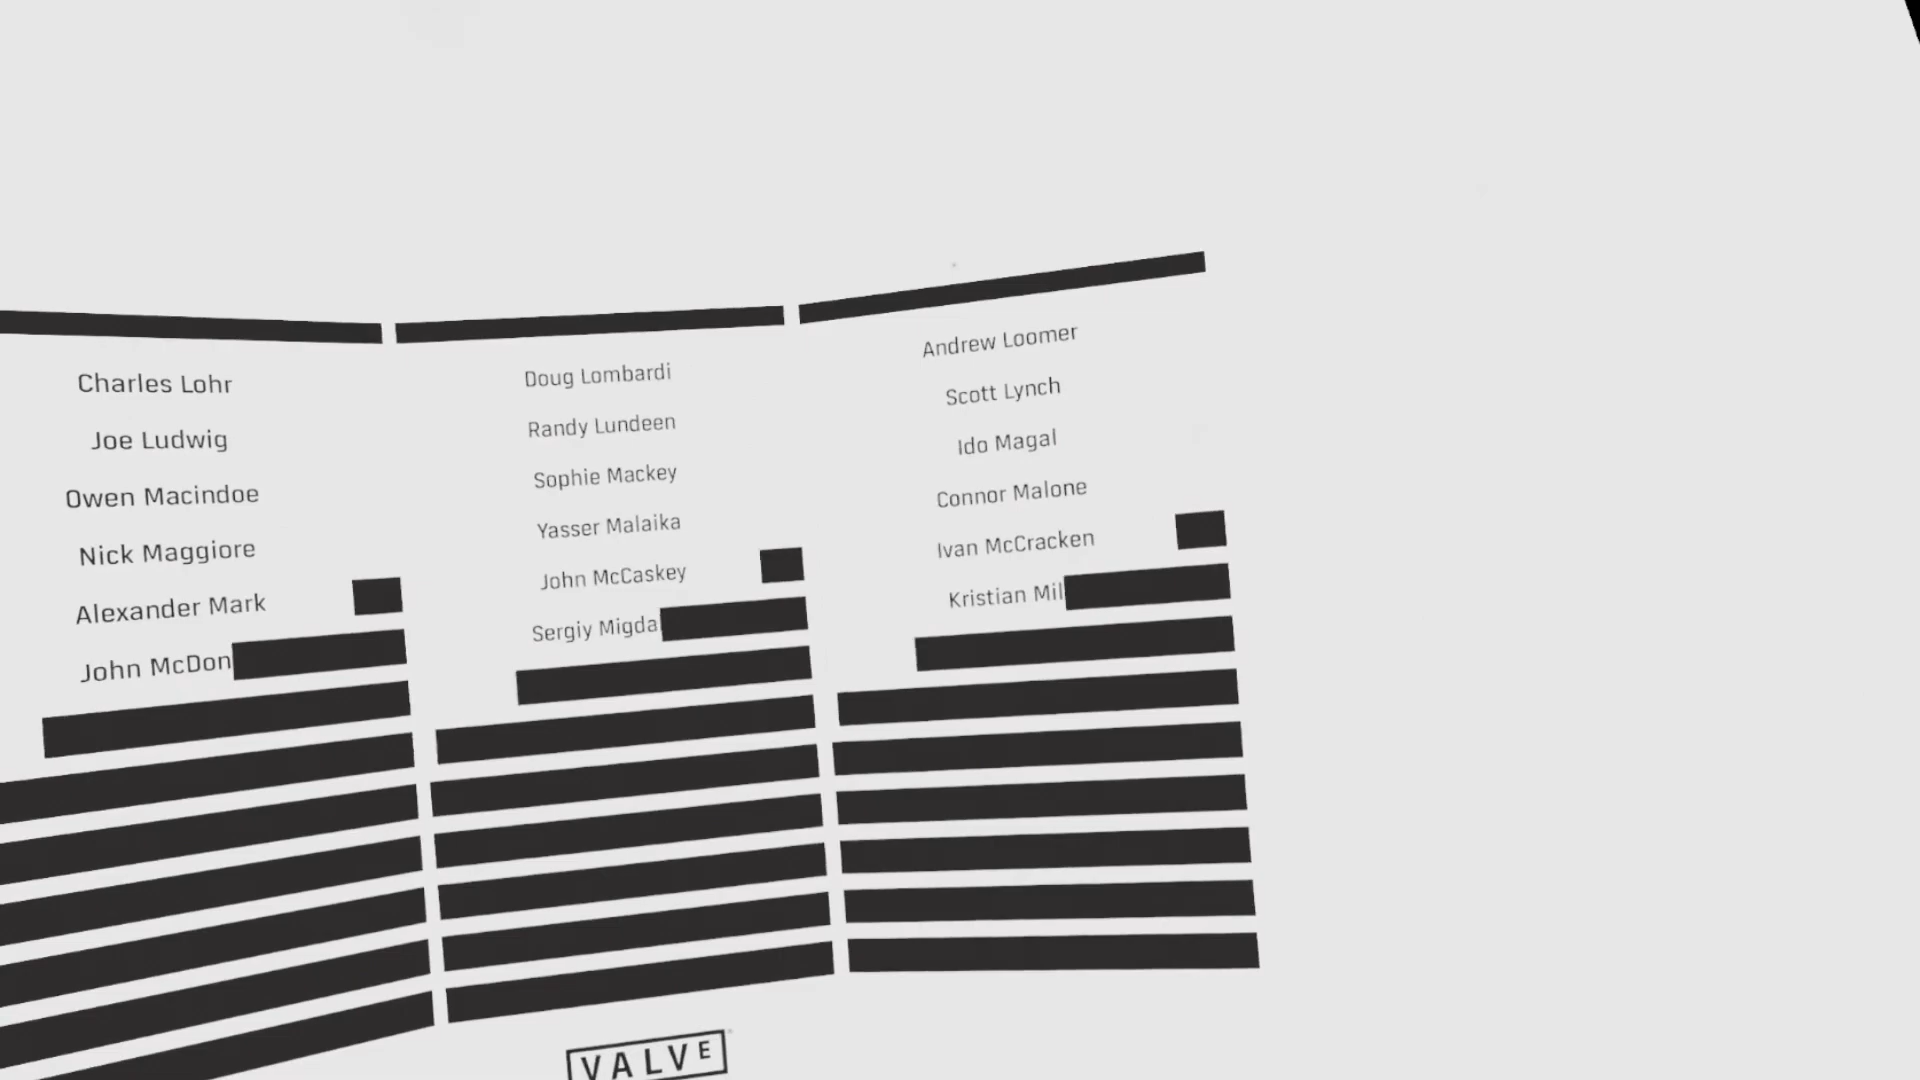 Charles Lohr
Joe Ludwig
Owen Macindoe
Nick Maggiore
Alexander Mark
John McDon
Doug Lombardi
Randy Lundeen
Sophie Mackey
Yasser Malaika
John McCaskey
Sergiy Migda
Andrew Loomer
Scott Lynch
Ido Magal
Connor Malone
Ivan McCracken
Kristian Mil
VALVE